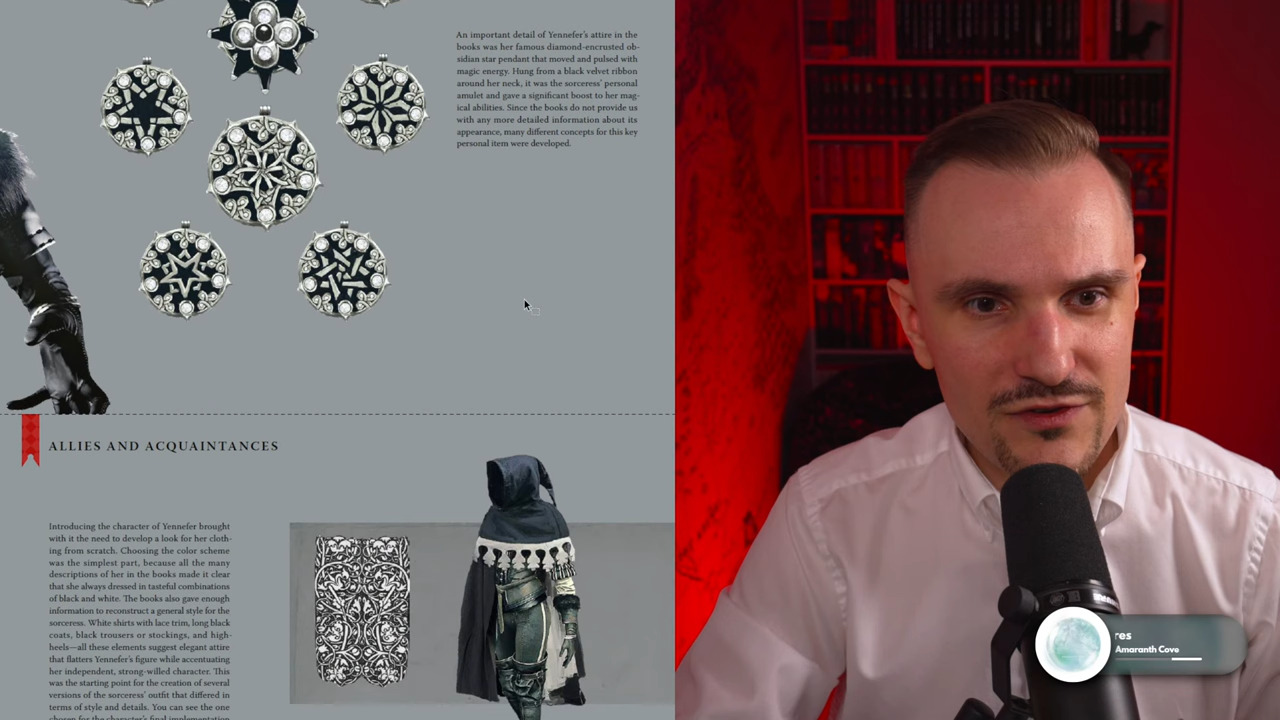 An important detail of Yennefer's attire in the
books was her famous diamond-encrusted ob-
sidian star pendant that moved and pulsed with
magic energy. Hung from a black velvet ribbon
around her neck, it was the sorceress' personal
amulet and gave a significant boost to her mag-
ical abilities. Since the books do not provide us
with any more detailed information about its
appearance, many different concepts for this key
personal item were developed.
ALLIES AND ACQUAINTANCES
Introducing the character of Yennefer brought
with it the need to develop a look for her cloth-
ing from scratch. Choosing the color scheme
was the simplest part, because all the many
descriptions of her in the books made it clear
that she always dressed in tasteful combinations
of black and white. The books also gave enough
information to reconstruct a general style for the
sorceress. White shirts with lace trim, long black
coats, black trousers or stockings, and high-
heels—all these elements suggest elegant attire
that flatters Yennefer's figure while accentuating
her independent, strong-willed character. This
was the starting point for the creation of several
versions of the sorceress' outfit that differed in
terms of style and details. You can see the one
chosen for the character's final implementation
res
Amaranth Cove